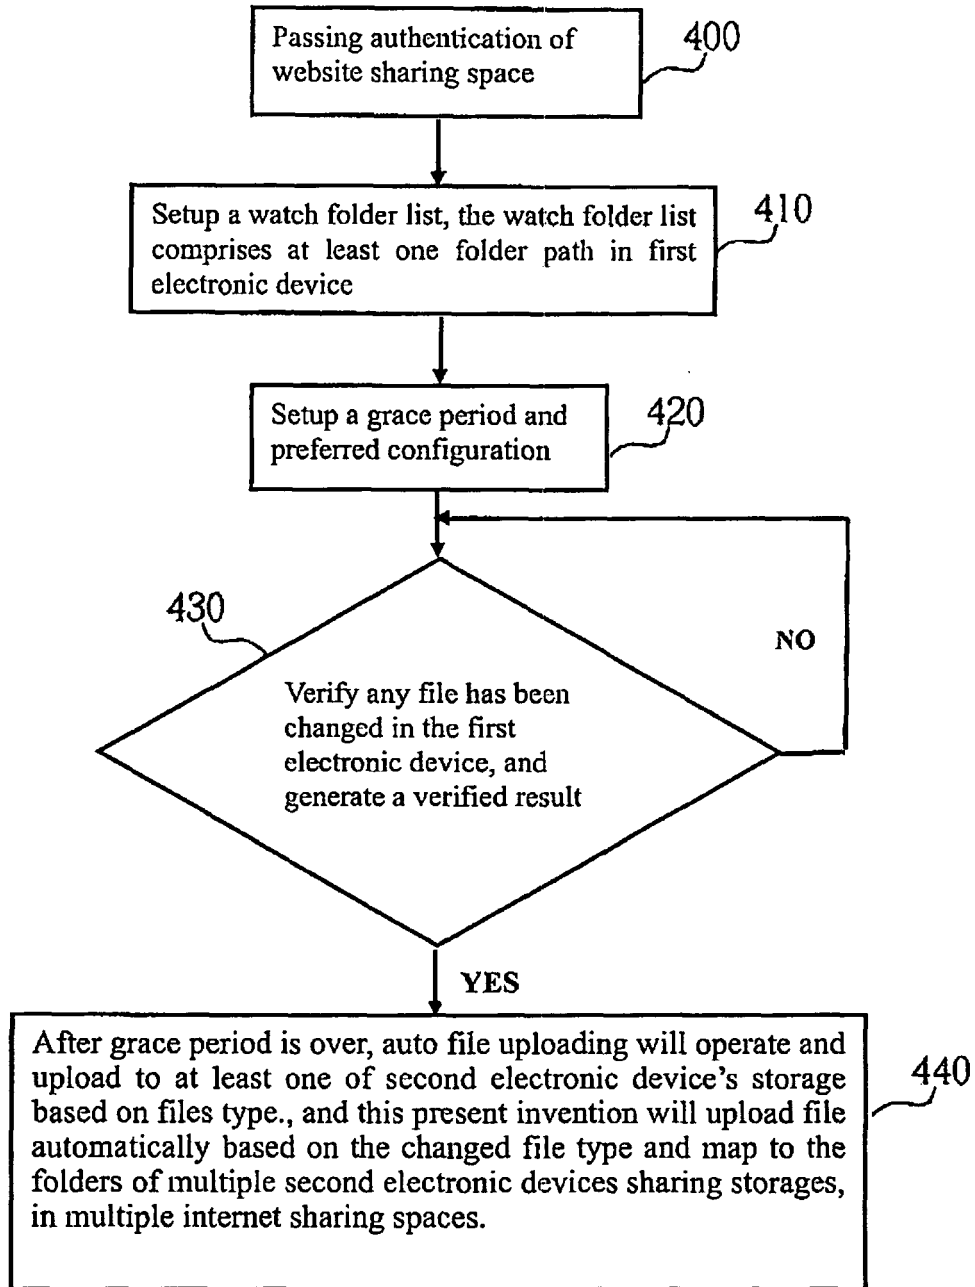 Passing authentication of
website sharing space
400
Setup a watch folder list, the watch folder list
comprises at least one folder path in first
electronic device
410
Setup a grace period and
preferred configuration
420
430
NO
Verify any file has been
changed in the first
electronic device, and
generate a verified result
YES
After grace period is over, auto file uploading will operate and
upload to at least one of second electronic device's storage
based on files type., and this present invention will upload file
automatically based on the changed file type and map to the
folders of multiple second electronic devices sharing storages,
in multiple internet sharing spaces.
440